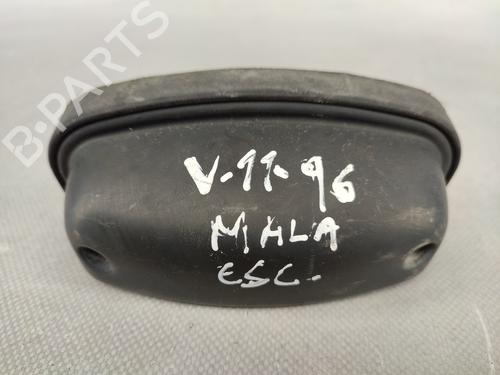 B-PARTS
V-11-96
MALA
ESC-